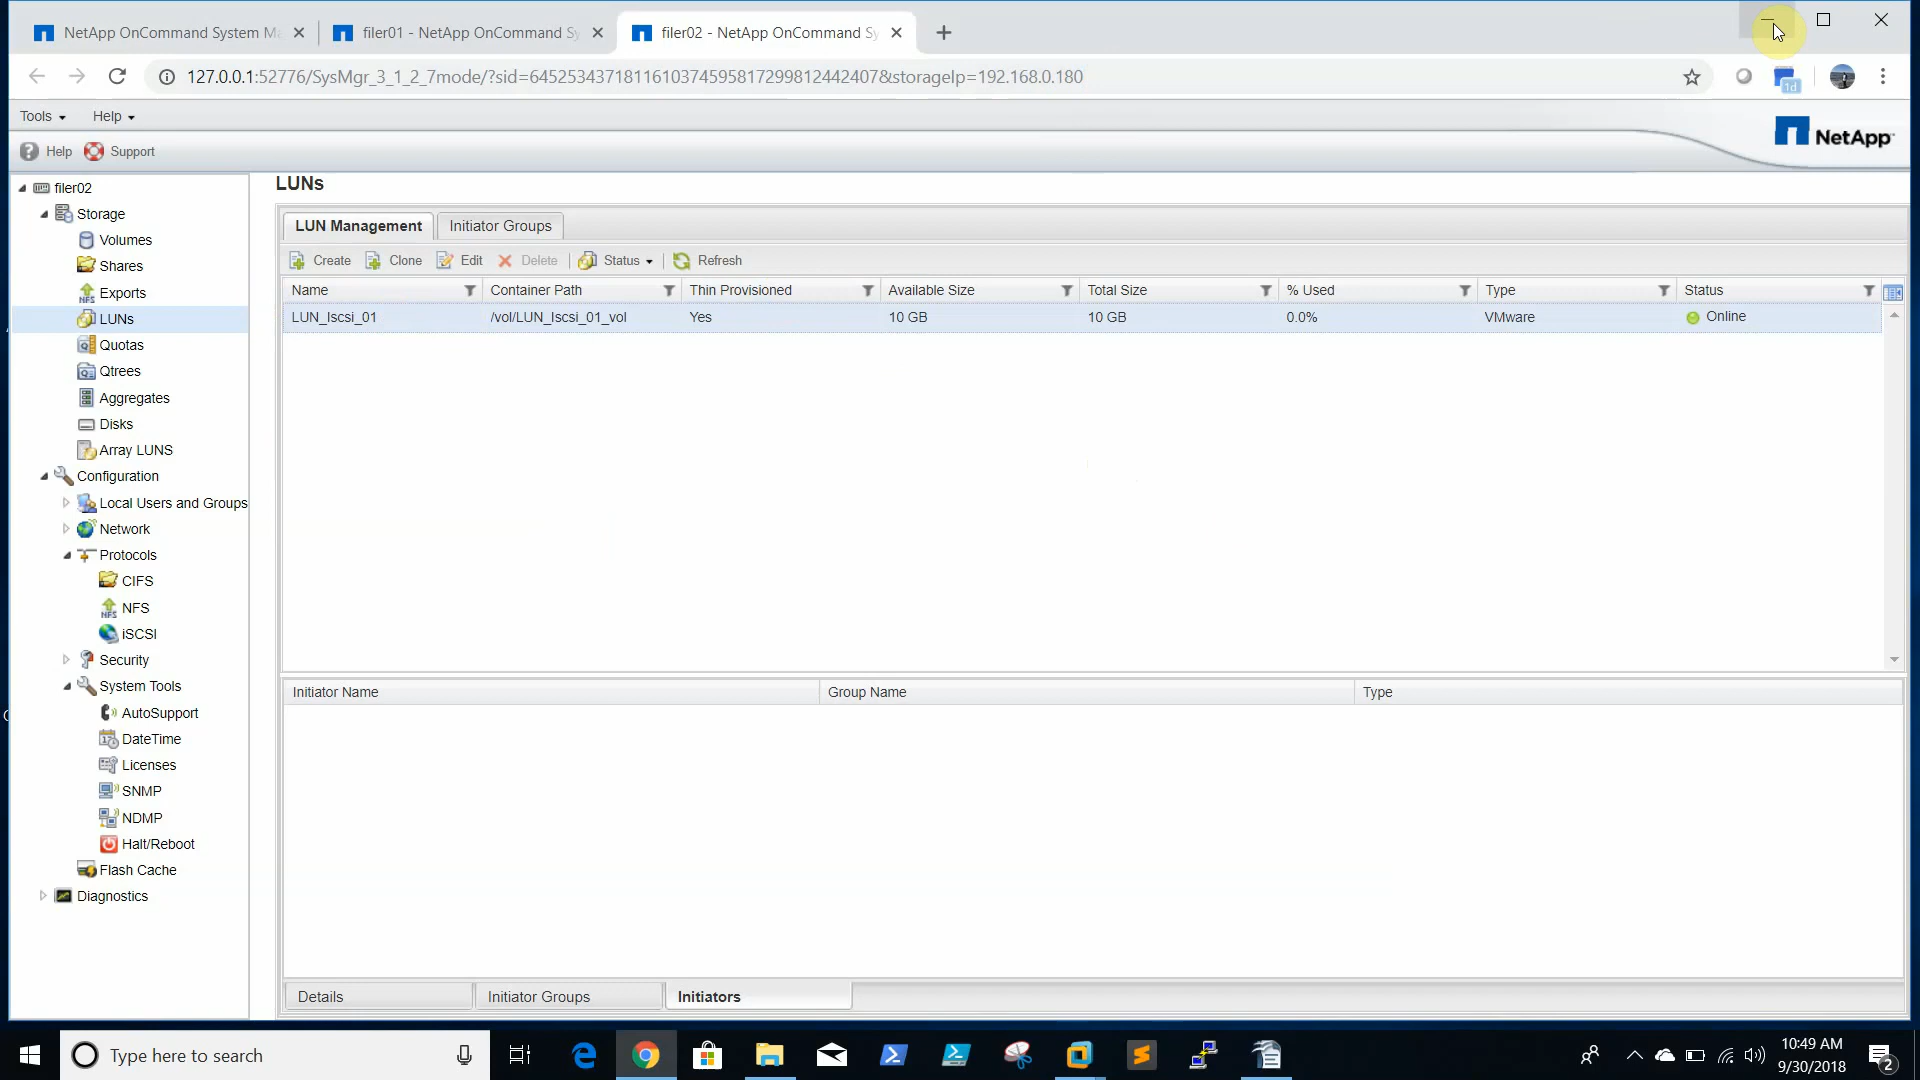 NetApp OnCommand System Ma
filer01 - NetApp OnCommand Sy
filer02 - NetApp OnCommand Sy
127.0.0.1:52776/SysMgr_3_1_2_7mode/?sid=6452534371811610374595817299812442407&storageIp=192.168.0.180
1d
Tools
Help
NetApp
Help
Support
filer02
Storage
Volumes
Shares
Exports
LUNs
Quotas
Qtrees
Aggregates
Disks
Array LUNS
Configuration
Local Users and Groups
Network
Protocols
CIFS
NFS
iSCSI
Security
System Tools
AutoSupport
DateTime
Licenses
SNMP
NDMP
Halt/Reboot
Flash Cache
Diagnostics
LUNs
LUN Management
Initiator Groups
Create
Clone
Edit
Delete
Status
Refresh
Name Container Path Thin Provisioned Available Size Total Size % Used Type Status
LUN_Iscsi_01 /vol/LUN_Iscsi_01_vol Yes 10 GB 10 GB 0.0% VMware Online
Initiator Name Group Name Type
Details
Initiator Groups
Initiators
Type here to search
10:49 AM
9/30/2018
2